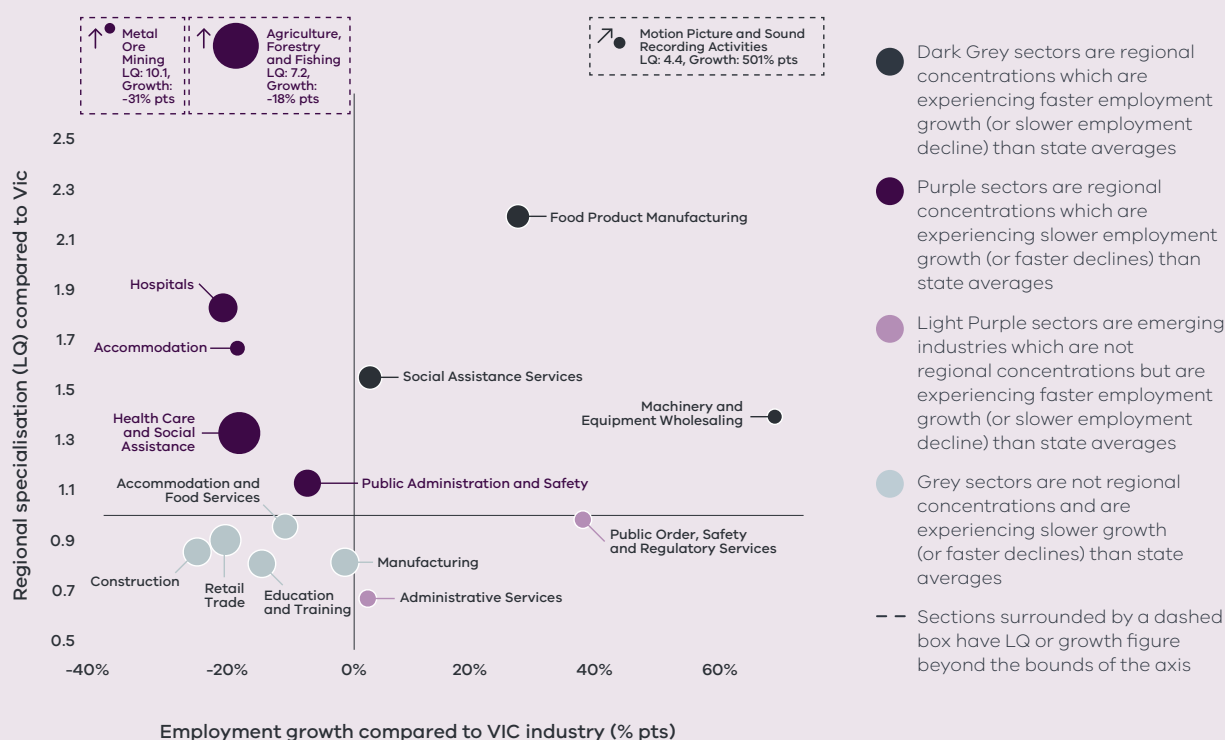 Metal
Ore
Mining
LQ: 10.1,
Growth:
-31% pts
Agriculture,
Forestry
and Fishing
LQ: 7.2,
Growth:
-18% pts
Motion Picture and Sound
Recording Activities
LQ: 4.4, Growth: 501% pts
Regional specialisation (LQ) compared to Vic
2.5
2.3
2.1
1.9
1.7
1.5
1.3
1.1
0.9
0.7
0.5
Food Product Manufacturing
Hospitals
Accommodation
Social Assistance Services
Machinery and
Equipment Wholesaling
Health Care
and Social
Assistance
Public Administration and Safety
Accommodation and
Food Services
Public Order, Safety
and Regulatory Services
Construction
Retail
Trade
Education
and Training
Manufacturing
Administrative Services
-40%
-20%
0%
20%
40%
60%
Employment growth compared to VIC industry (% pts)
Dark Grey sectors are regional
concentrations which are
experiencing faster employment
growth (or slower employment
decline) than state averages
Purple sectors are regional
concentrations which are
experiencing slower employment
growth (or faster declines) than
state averages
Light Purple sectors are emerging
industries which are not
regional concentrations but are
experiencing faster employment
growth (or slower employment
decline) than state averages
Grey sectors are not regional
concentrations and are
experiencing slower growth
(or faster declines) than state
averages
Sections surrounded by a dashed
box have LQ or growth figure
beyond the bounds of the axis